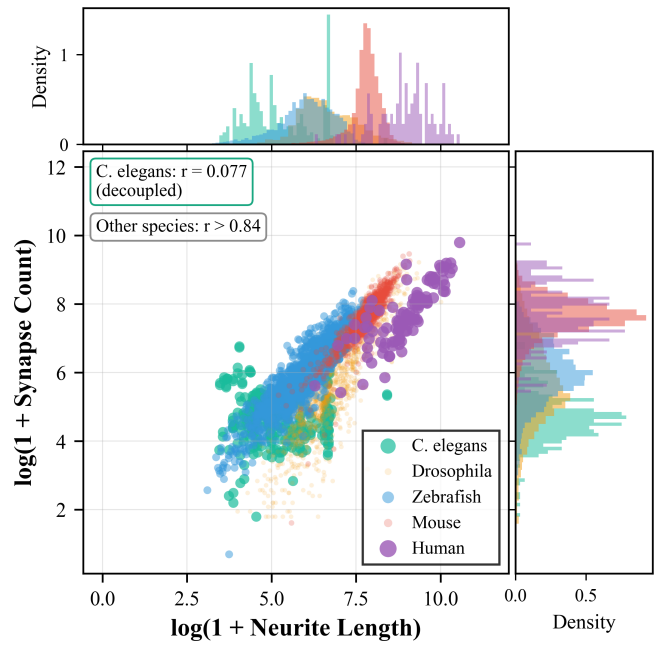 Density
1
0
C. elegans: r = 0.077
(decoupled)
Other species: r > 0.84
log(1 + Synapse Count)
12
10
8
6
4
2
C. elegans
Drosophila
Zebrafish
Mouse
Human
0.0
2.5
5.0
7.5
10.0
log(1 + Neurite Length)
0.0
0.5
Density